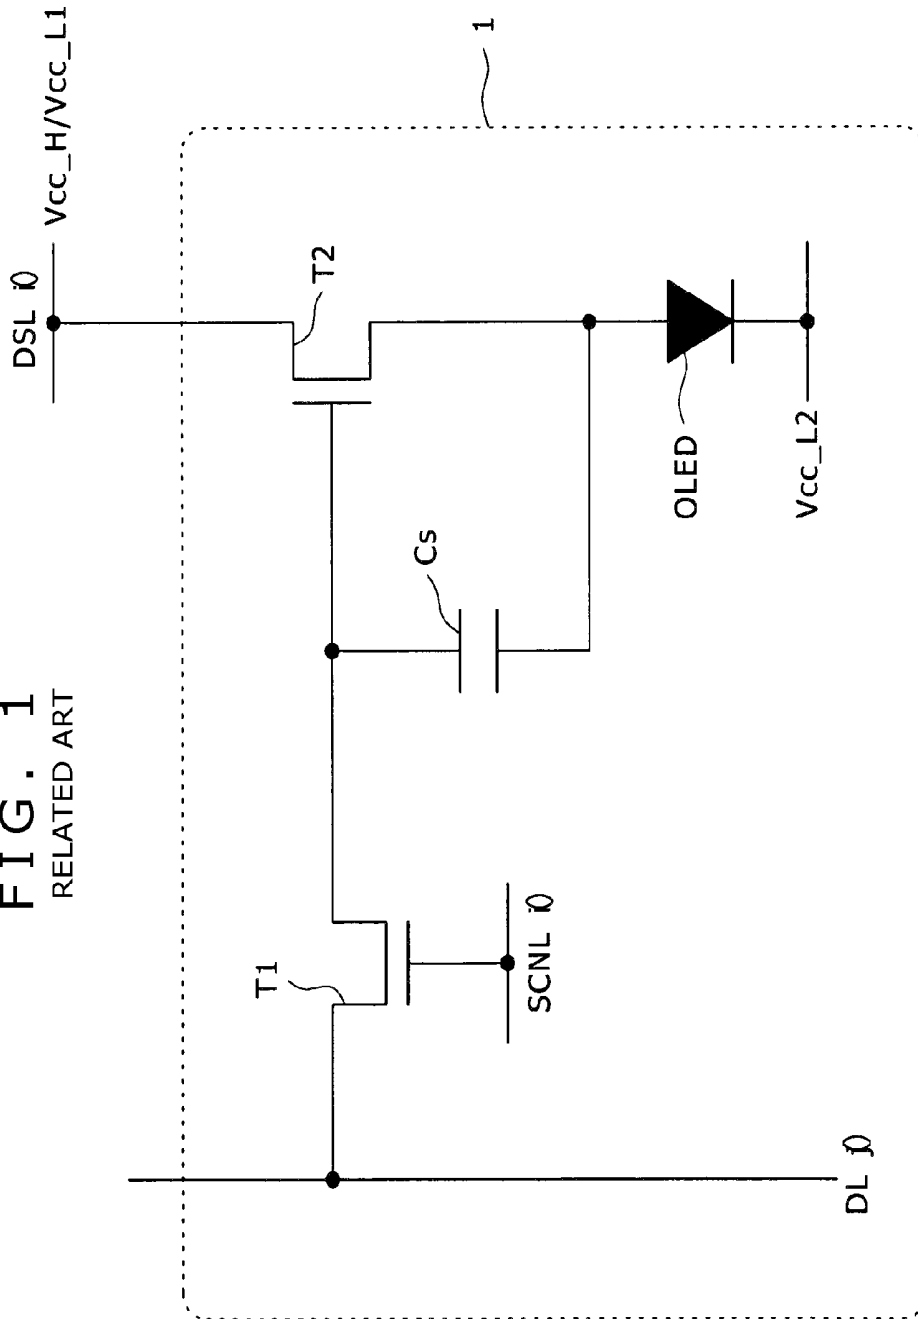 FIG. 1
RELATED ART
DSL i()
Vcc_H/Vcc_L1
1
T2
Cs
OLED
Vcc_L2
T1
SCNL i()
DL j()